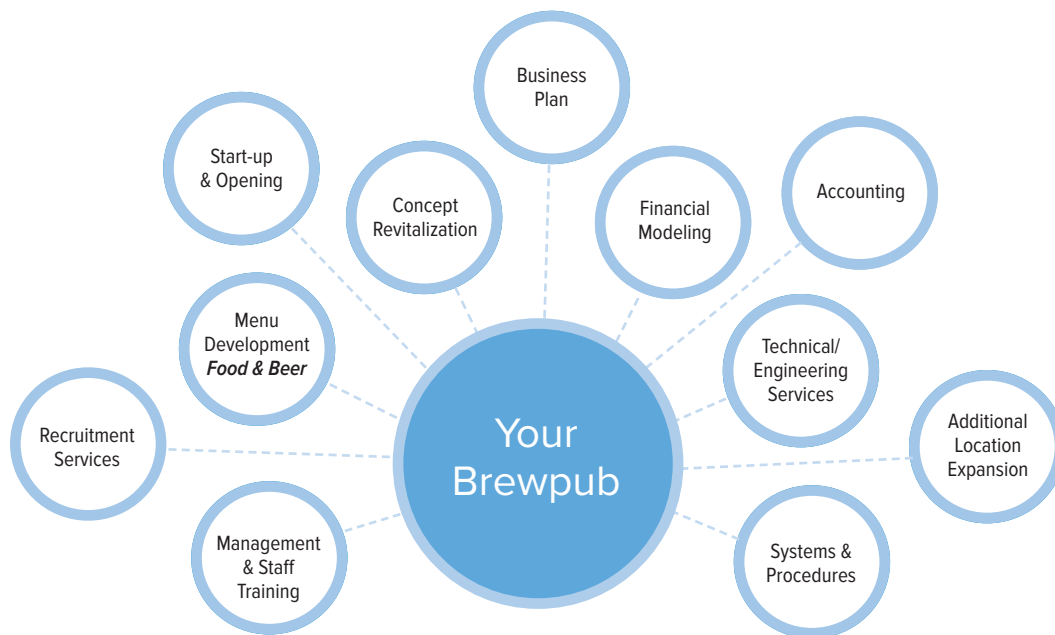 Business
Plan
Start-up
& Opening
Concept
Revitalization
Financial
Modeling
Accounting
Menu
Development
Food & Beer
Technical/
Engineering
Services
Recruitment
Services
Your
Brewpub
Additional
Location
Expansion
Management
& Staff
Training
Systems &
Procedures